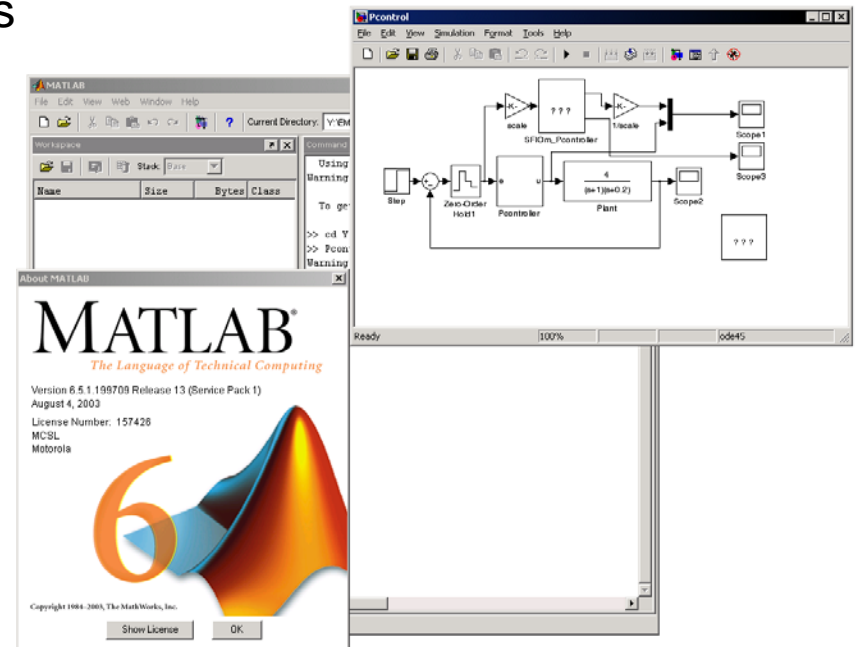 s
Pcontrol
File Edit View Simulation Format Tools Help
-K-
scale
? ? ?
SFIOm_Pcontroller
-K-
1/scale
Scope1
Scope3
Step
Zero-Order
Hold1
e u
Pcontroller
4
(s+1)(s+0.2)
Plant
Scope2
? ? ?
Ready 100% ode45
MATLAB
File Edit View Web Window Help
? Current Directory:
Workspace
Stack: Base
Name Size Bytes Class
Command
Using
Warning
To get
>> cd Y
>> Pcon
Warning
About MATLAB
MATLAB®
The Language of Technical Computing
Version 6.5.1.199709 Release 13 (Service Pack 1)
August 4, 2003
License Number: 157426
MCSL
Motorola
6
Copyright 1984-2003, The MathWorks, Inc.
Show License OK